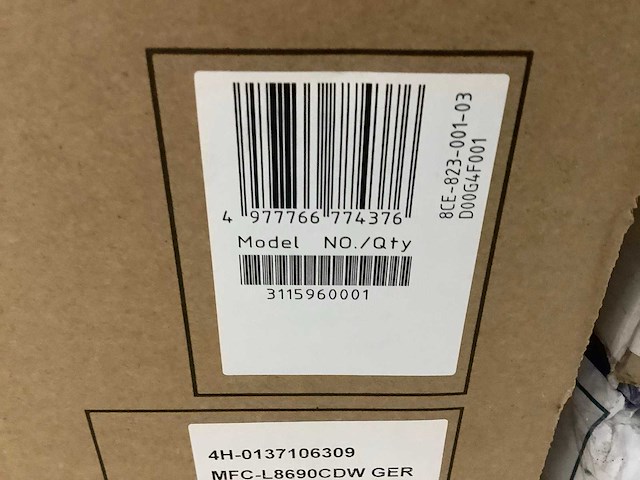 4 977766 774376
Model NO./Qty
3115960001
8CE-823-001-03
D00G4F001
4H-0137106309
MFC-L8690CDW GER